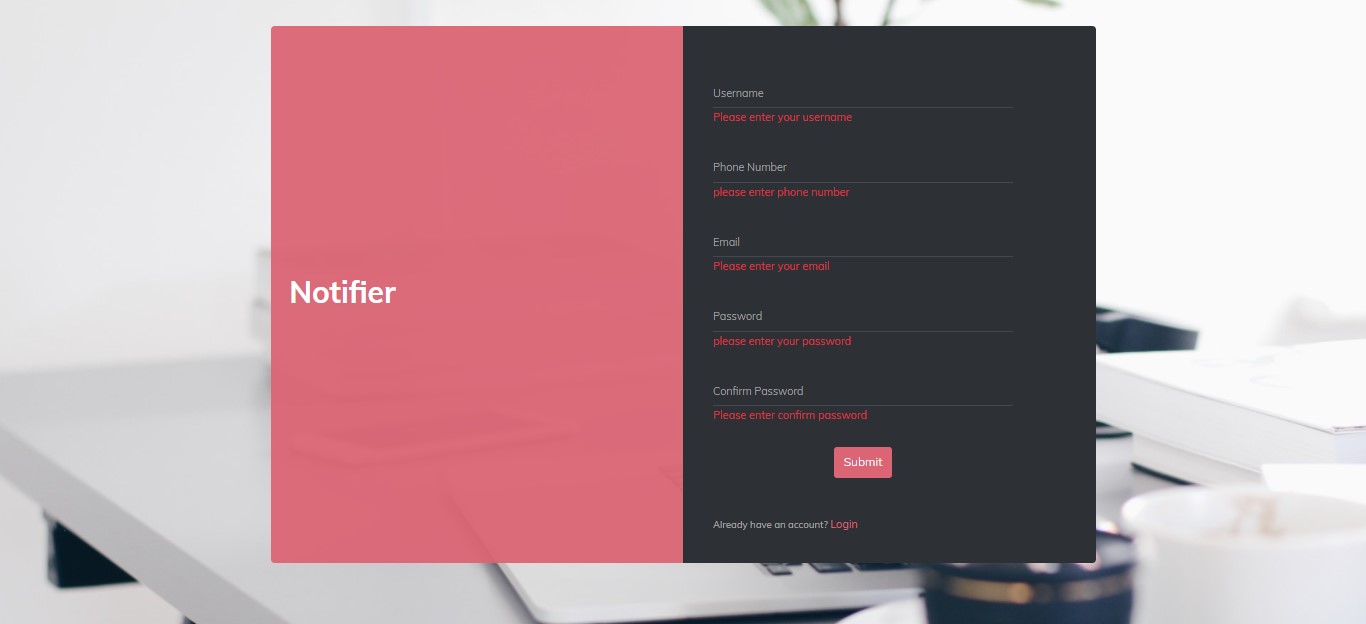 Notifier
Username
Please enter your username
Phone Number
please enter phone number
Email
Please enter your email
Password
please enter your password
Confirm Password
Please enter confirm password
Submit
Already have an account? Login